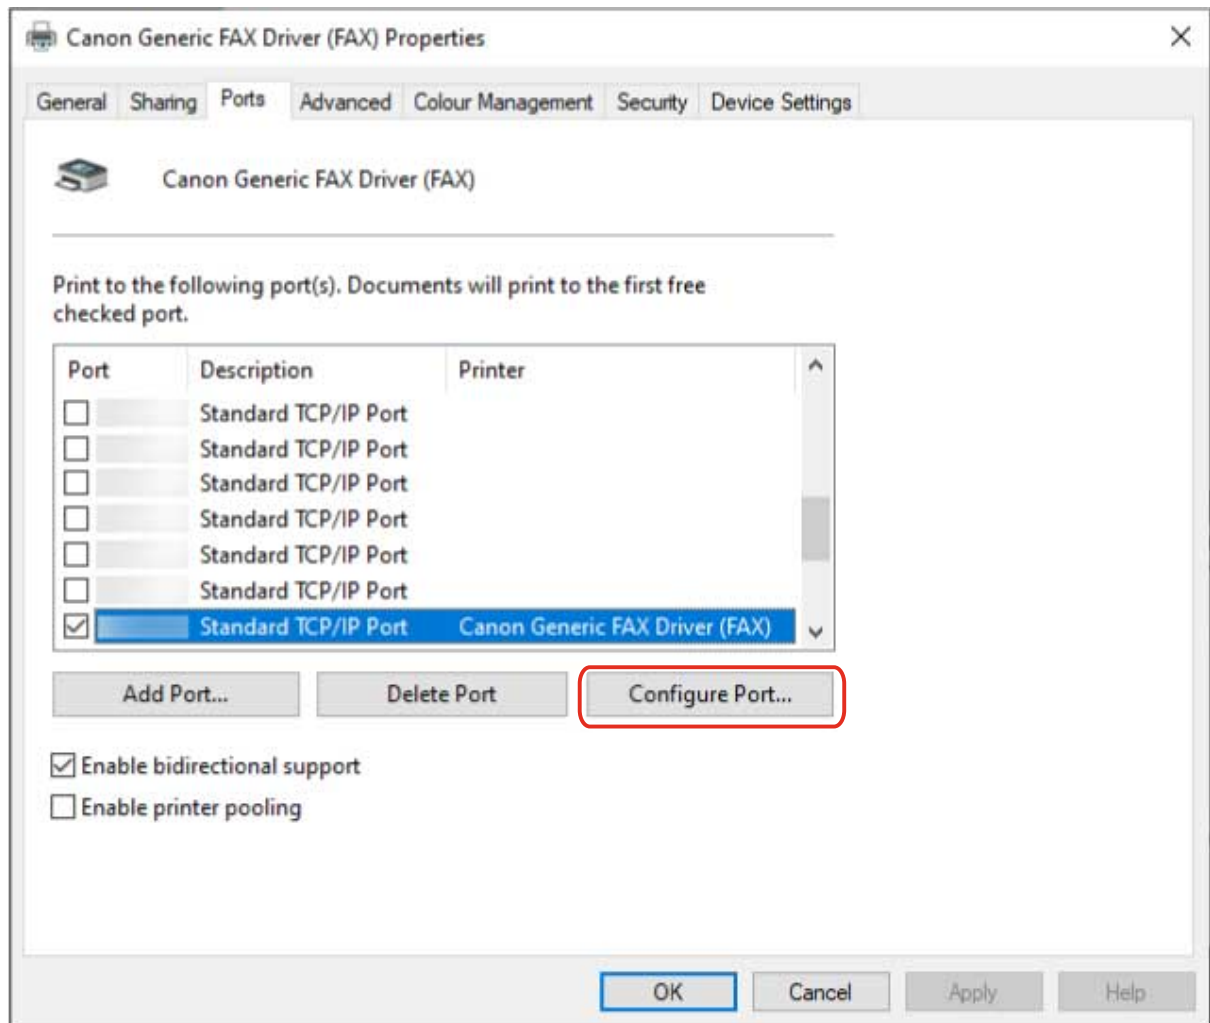 Canon Generic FAX Driver (FAX) Properties
General Sharing Ports Advanced Colour Management Security Device Settings
Canon Generic FAX Driver (FAX)
Print to the following port(s). Documents will print to the first free
checked port.
Port Description Printer
Standard TCP/IP Port
Standard TCP/IP Port
Standard TCP/IP Port
Standard TCP/IP Port
Standard TCP/IP Port
Standard TCP/IP Port
Standard TCP/IP Port Canon Generic FAX Driver (FAX)
Add Port... Delete Port Configure Port...
Enable bidirectional support
Enable printer pooling
OK Cancel Apply Help